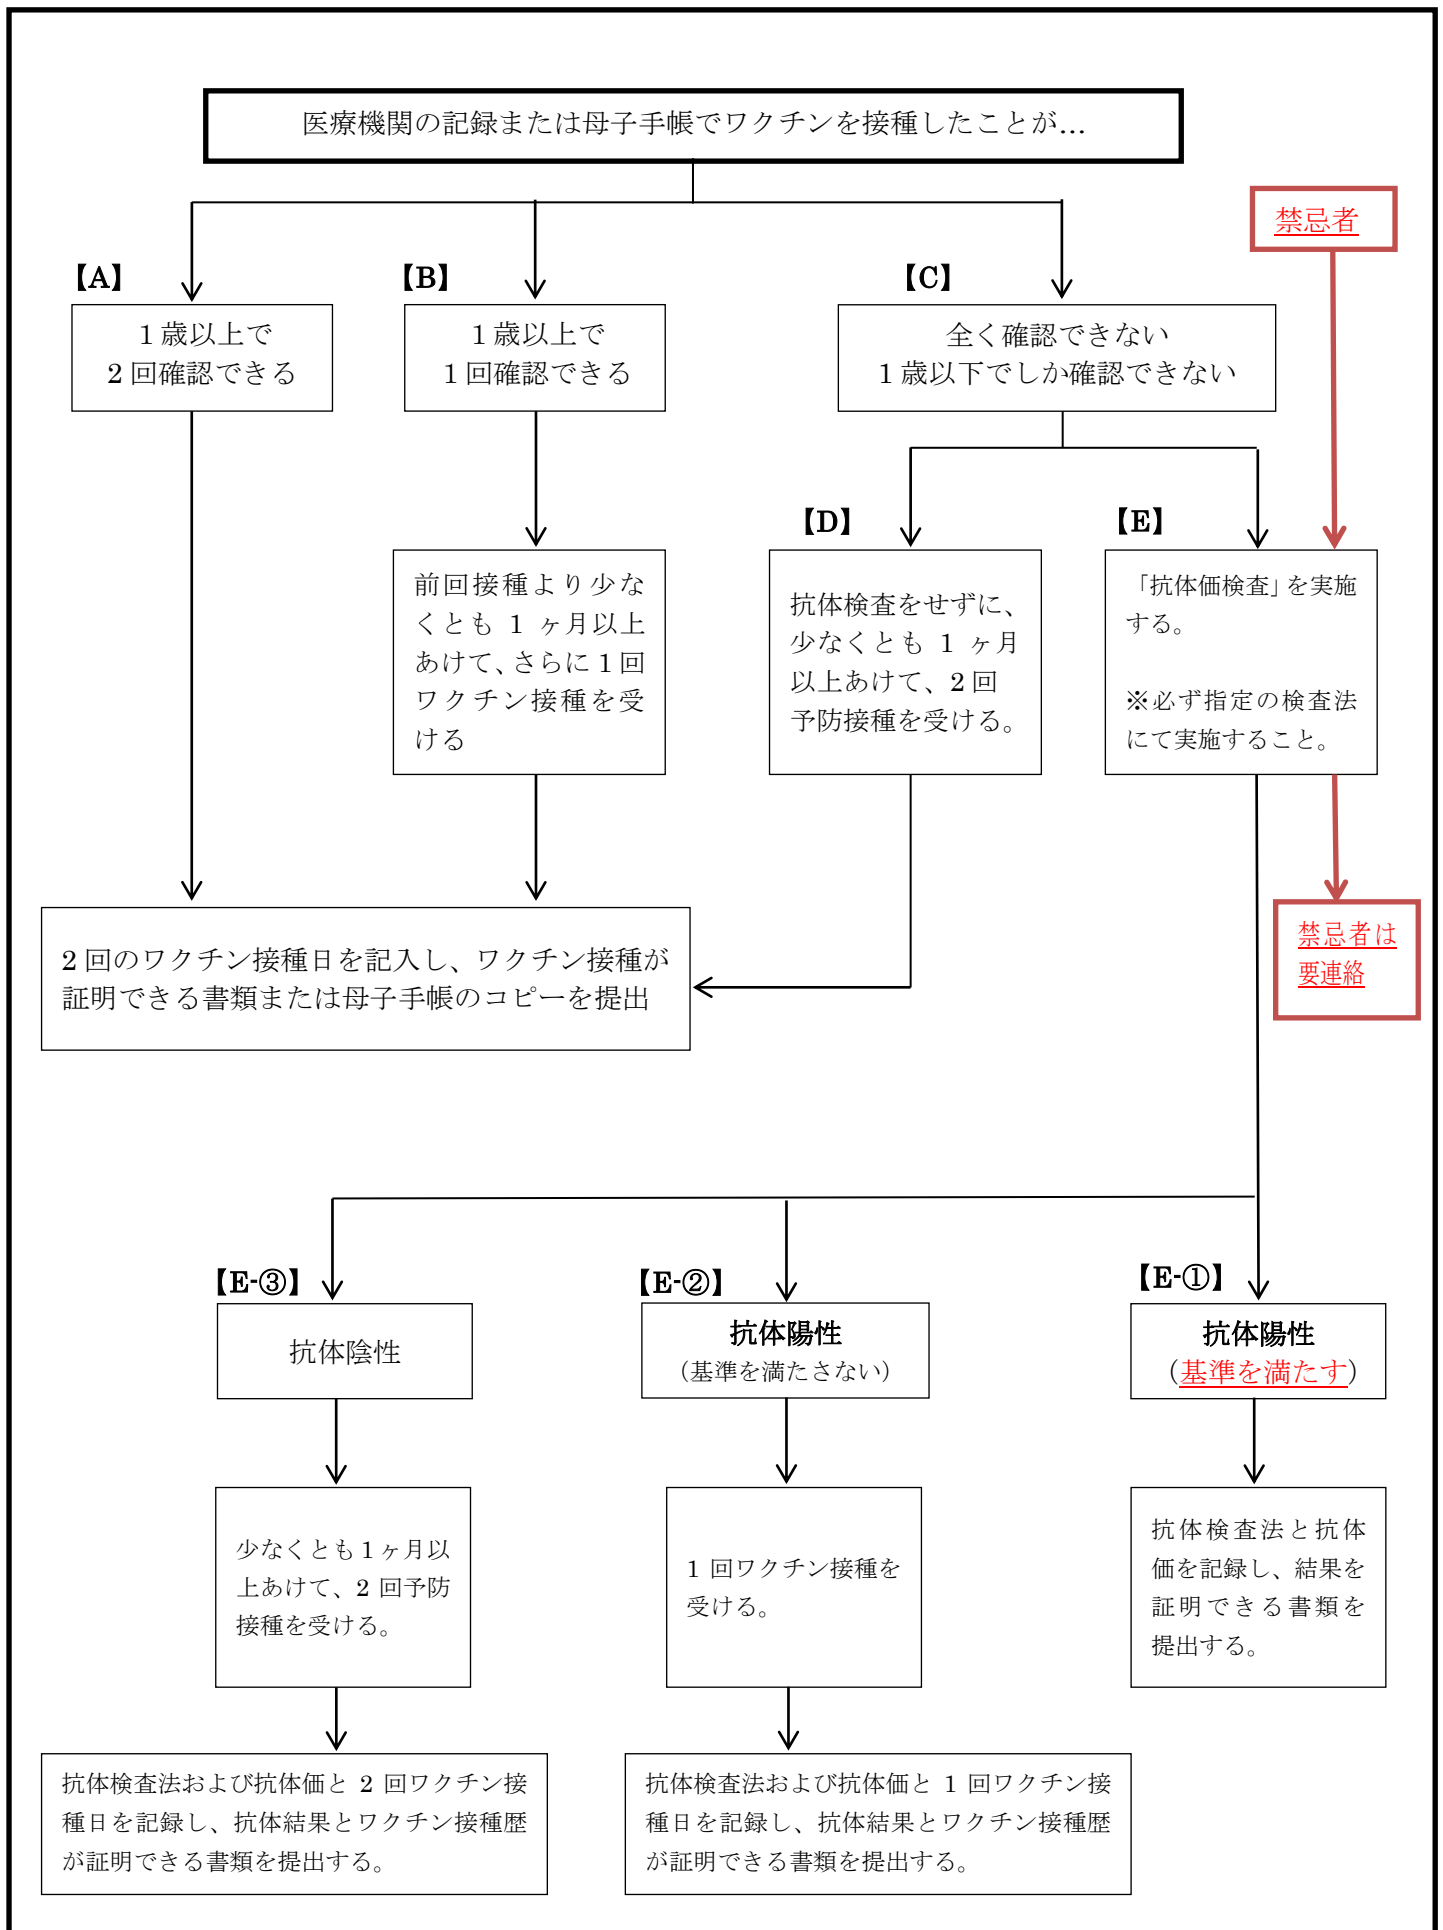 医療機関の記録または母子手帳でワクチンを接種したことが…
禁忌者
【A】
【B】
【C】
1歳以上で
2回確認できる
1歳以上で
1回確認できる
全く確認できない
1歳以下でしか確認できない
【D】
【E】
前回接種より少な
くとも 1 ヶ月以上
あけて、さらに1回
ワクチン接種を受
ける
抗体検査をせずに、
少なくとも 1 ヶ月
以上あけて、2回
予防接種を受ける。
「抗体価検査」を実施
する。
※必ず指定の検査法
にて実施すること。
2回のワクチン接種日を記入し、ワクチン接種が
証明できる書類または母子手帳のコピーを提出
禁忌者は
要連絡
【E-③】
【E-②】
【E-①】
抗体陰性
抗体陽性
（基準を満たさない）
抗体陽性
（基準を満たす）
少なくとも1ヶ月以
上あけて、2 回予防
接種を受ける。
1 回ワクチン接種を
受ける。
抗体検査法と抗体
価を記録し、結果を
証明できる書類を
提出する。
抗体検査法および抗体価と 2 回ワクチン接
種日を記録し、抗体結果とワクチン接種歴
が証明できる書類を提出する。
抗体検査法および抗体価と 1 回ワクチン接
種日を記録し、抗体結果とワクチン接種歴
が証明できる書類を提出する。